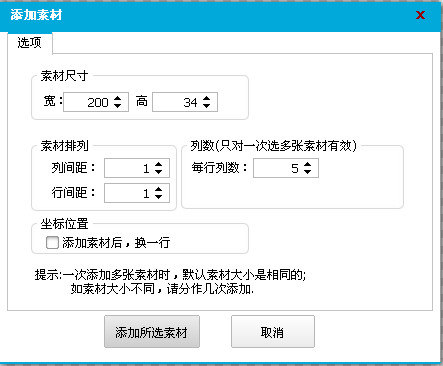 添加素材
x
选项
素材尺寸
宽：200 高 34
素材排列
列间距：1
行间距：1
列数(只对一次选多张素材有效)
每行列数：5
坐标位置
添加素材后，换一行
提示:一次添加多张素材时，默认素材大小是相同的;
如素材大小不同，请分作几次添加.
添加所选素材 取消